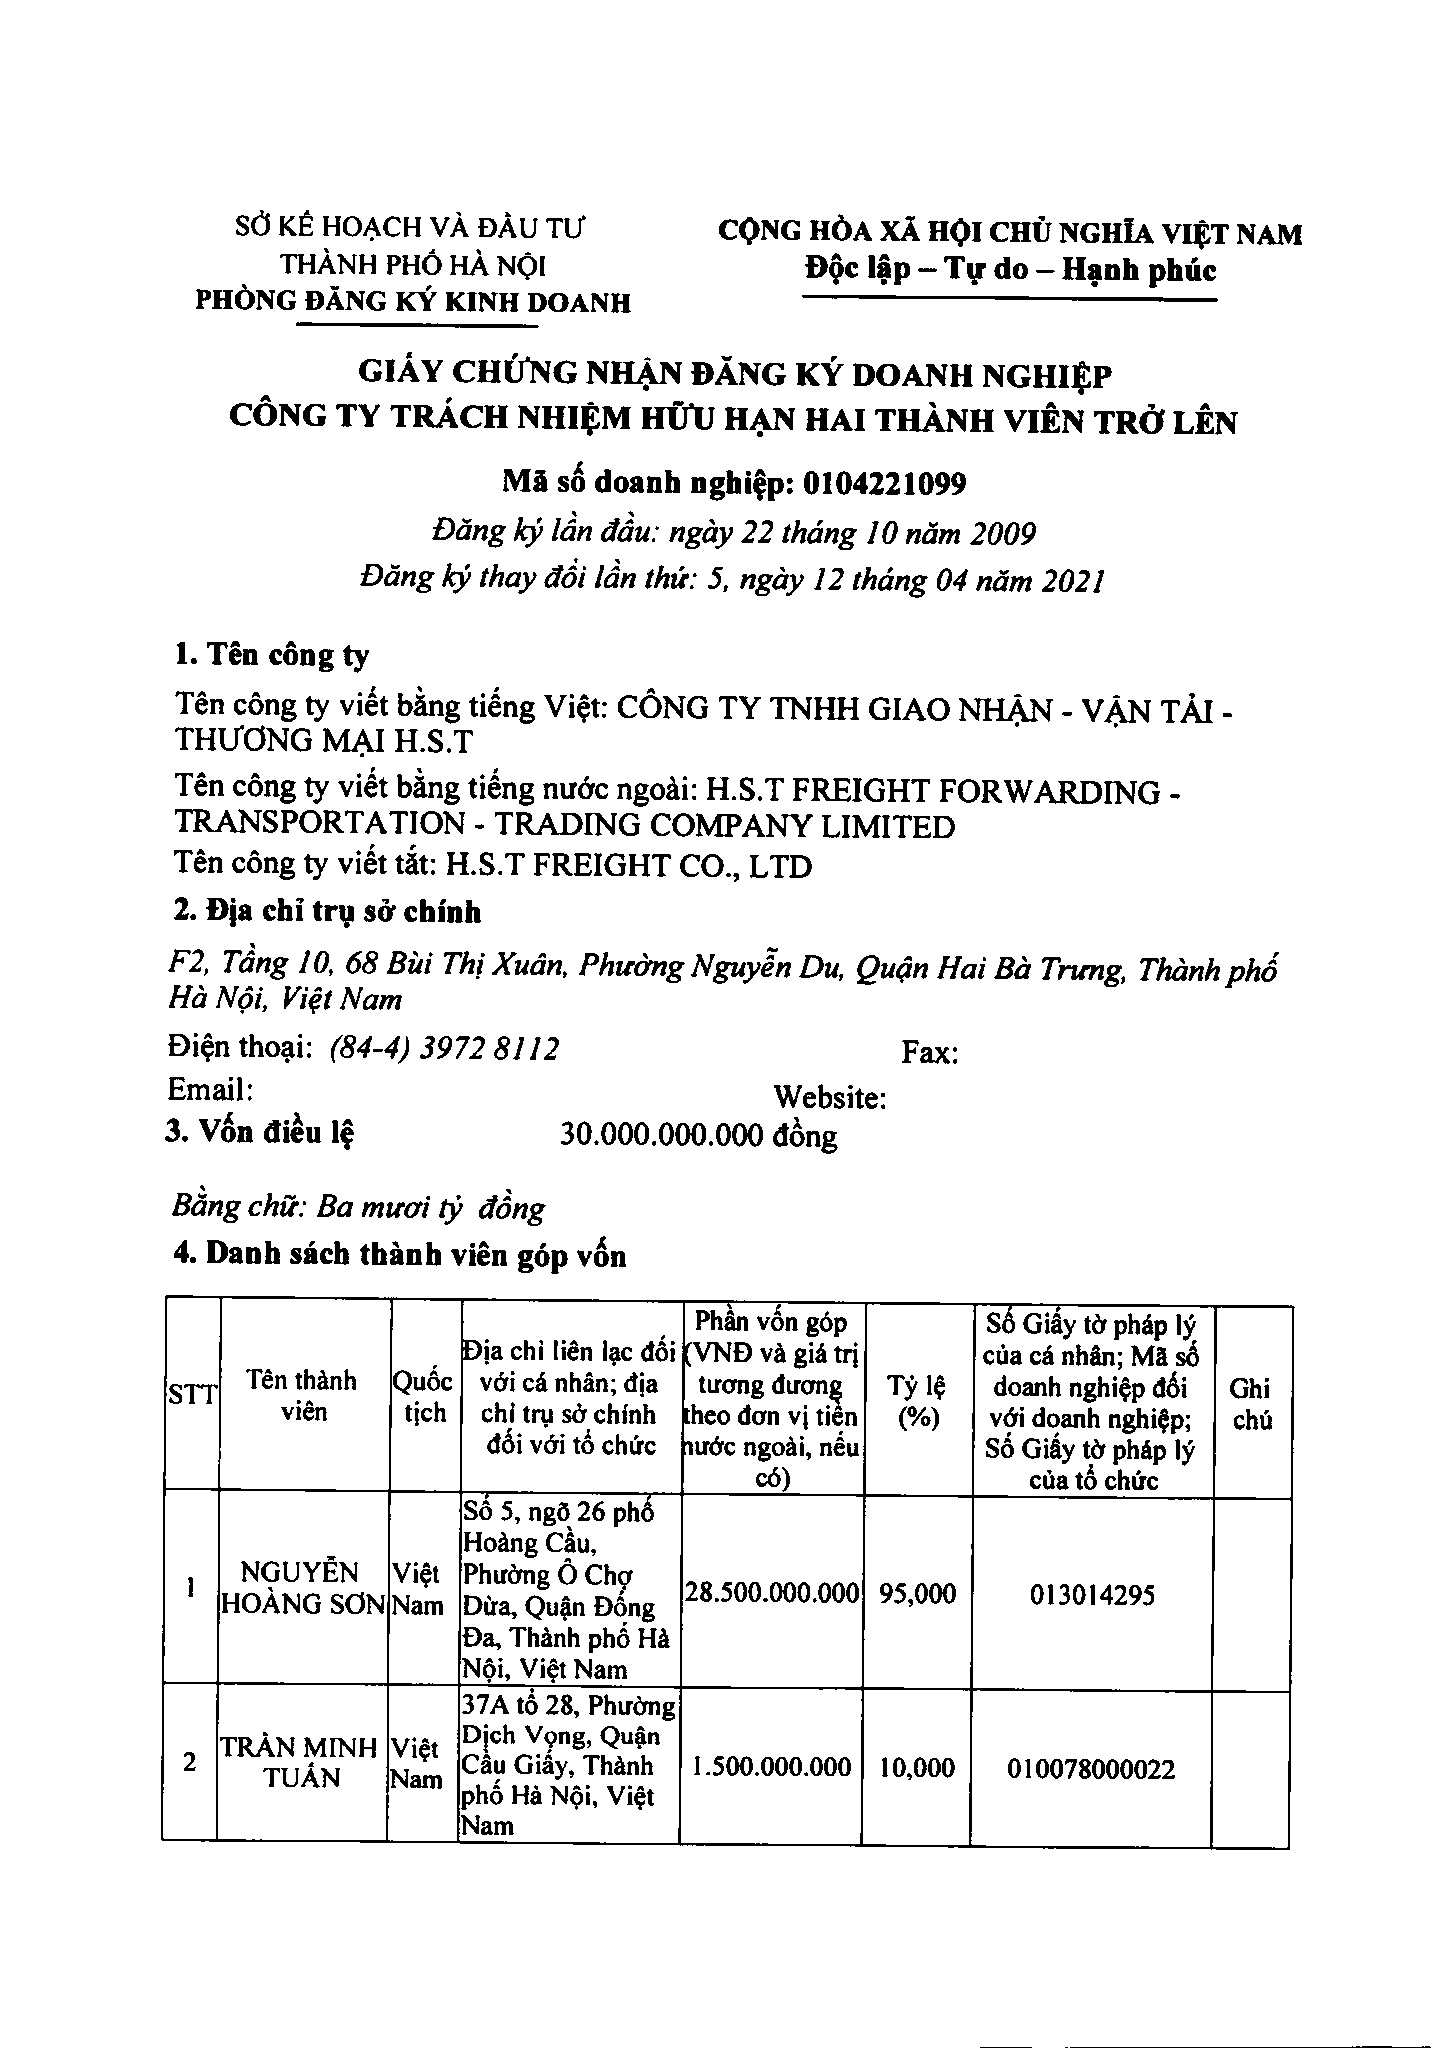 SỞ KẾ HOẠCH VÀ ĐẦU TƯ
THÀNH PHỐ HÀ NỘI
PHÒNG ĐĂNG KÝ KINH DOANH
CỘNG HÒA XÃ HỘI CHỦ NGHĨA VIỆT NAM
Độc lập – Tự do – Hạnh phúc
GIẤY CHỨNG NHẬN ĐĂNG KÝ DOANH NGHIỆP
CÔNG TY TRÁCH NHIỆM HỮU HẠN HAI THÀNH VIÊN TRỞ LÊN
Mã số doanh nghiệp: 0104221099
Đăng ký lần đầu: ngày 22 tháng 10 năm 2009
Đăng ký thay đổi lần thứ: 5, ngày 12 tháng 04 năm 2021
1. Tên công ty
Tên công ty viết bằng tiếng Việt: CÔNG TY TNHH GIAO NHẬN - VẬN TẢI -
THƯƠNG MẠI H.S.T
Tên công ty viết bằng tiếng nước ngoài: H.S.T FREIGHT FORWARDING -
TRANSPORTATION - TRADING COMPANY LIMITED
Tên công ty viết tắt: H.S.T FREIGHT CO., LTD
2. Địa chỉ trụ sở chính
F2, Tầng 10, 68 Bùi Thị Xuân, Phường Nguyễn Du, Quận Hai Bà Trưng, Thành phố
Hà Nội, Việt Nam
Điện thoại: (84-4) 3972 8112 Fax:
Email: Website:
3. Vốn điều lệ 30.000.000.000 đồng
Bằng chữ: Ba mươi tỷ đồng
4. Danh sách thành viên góp vốn
STT
Tên thành
viên
Quốc
tịch
Địa chỉ liên lạc đối
với cá nhân; địa
chỉ trụ sở chính
đối với tổ chức
Phần vốn góp
(VNĐ và giá trị
tương đương
theo đơn vị tiền
nước ngoài, nếu
có)
Tỷ lệ
(%)
Số Giấy tờ pháp lý
của cá nhân; Mã số
doanh nghiệp đối
với doanh nghiệp;
Số Giấy tờ pháp lý
của tổ chức
Ghi
chú
1
NGUYỄN
HOÀNG SƠN
Việt
Nam
Số 5, ngõ 26 phố
Hoàng Cầu,
Phường Ô Chợ
Dừa, Quận Đống
Đa, Thành phố Hà
Nội, Việt Nam
28.500.000.000
95,000
013014295
2
TRẦN MINH
TUẤN
Việt
Nam
37A tổ 28, Phường
Dịch Vọng, Quận
Cầu Giấy, Thành
phố Hà Nội, Việt
Nam
1.500.000.000
10,000
010078000022